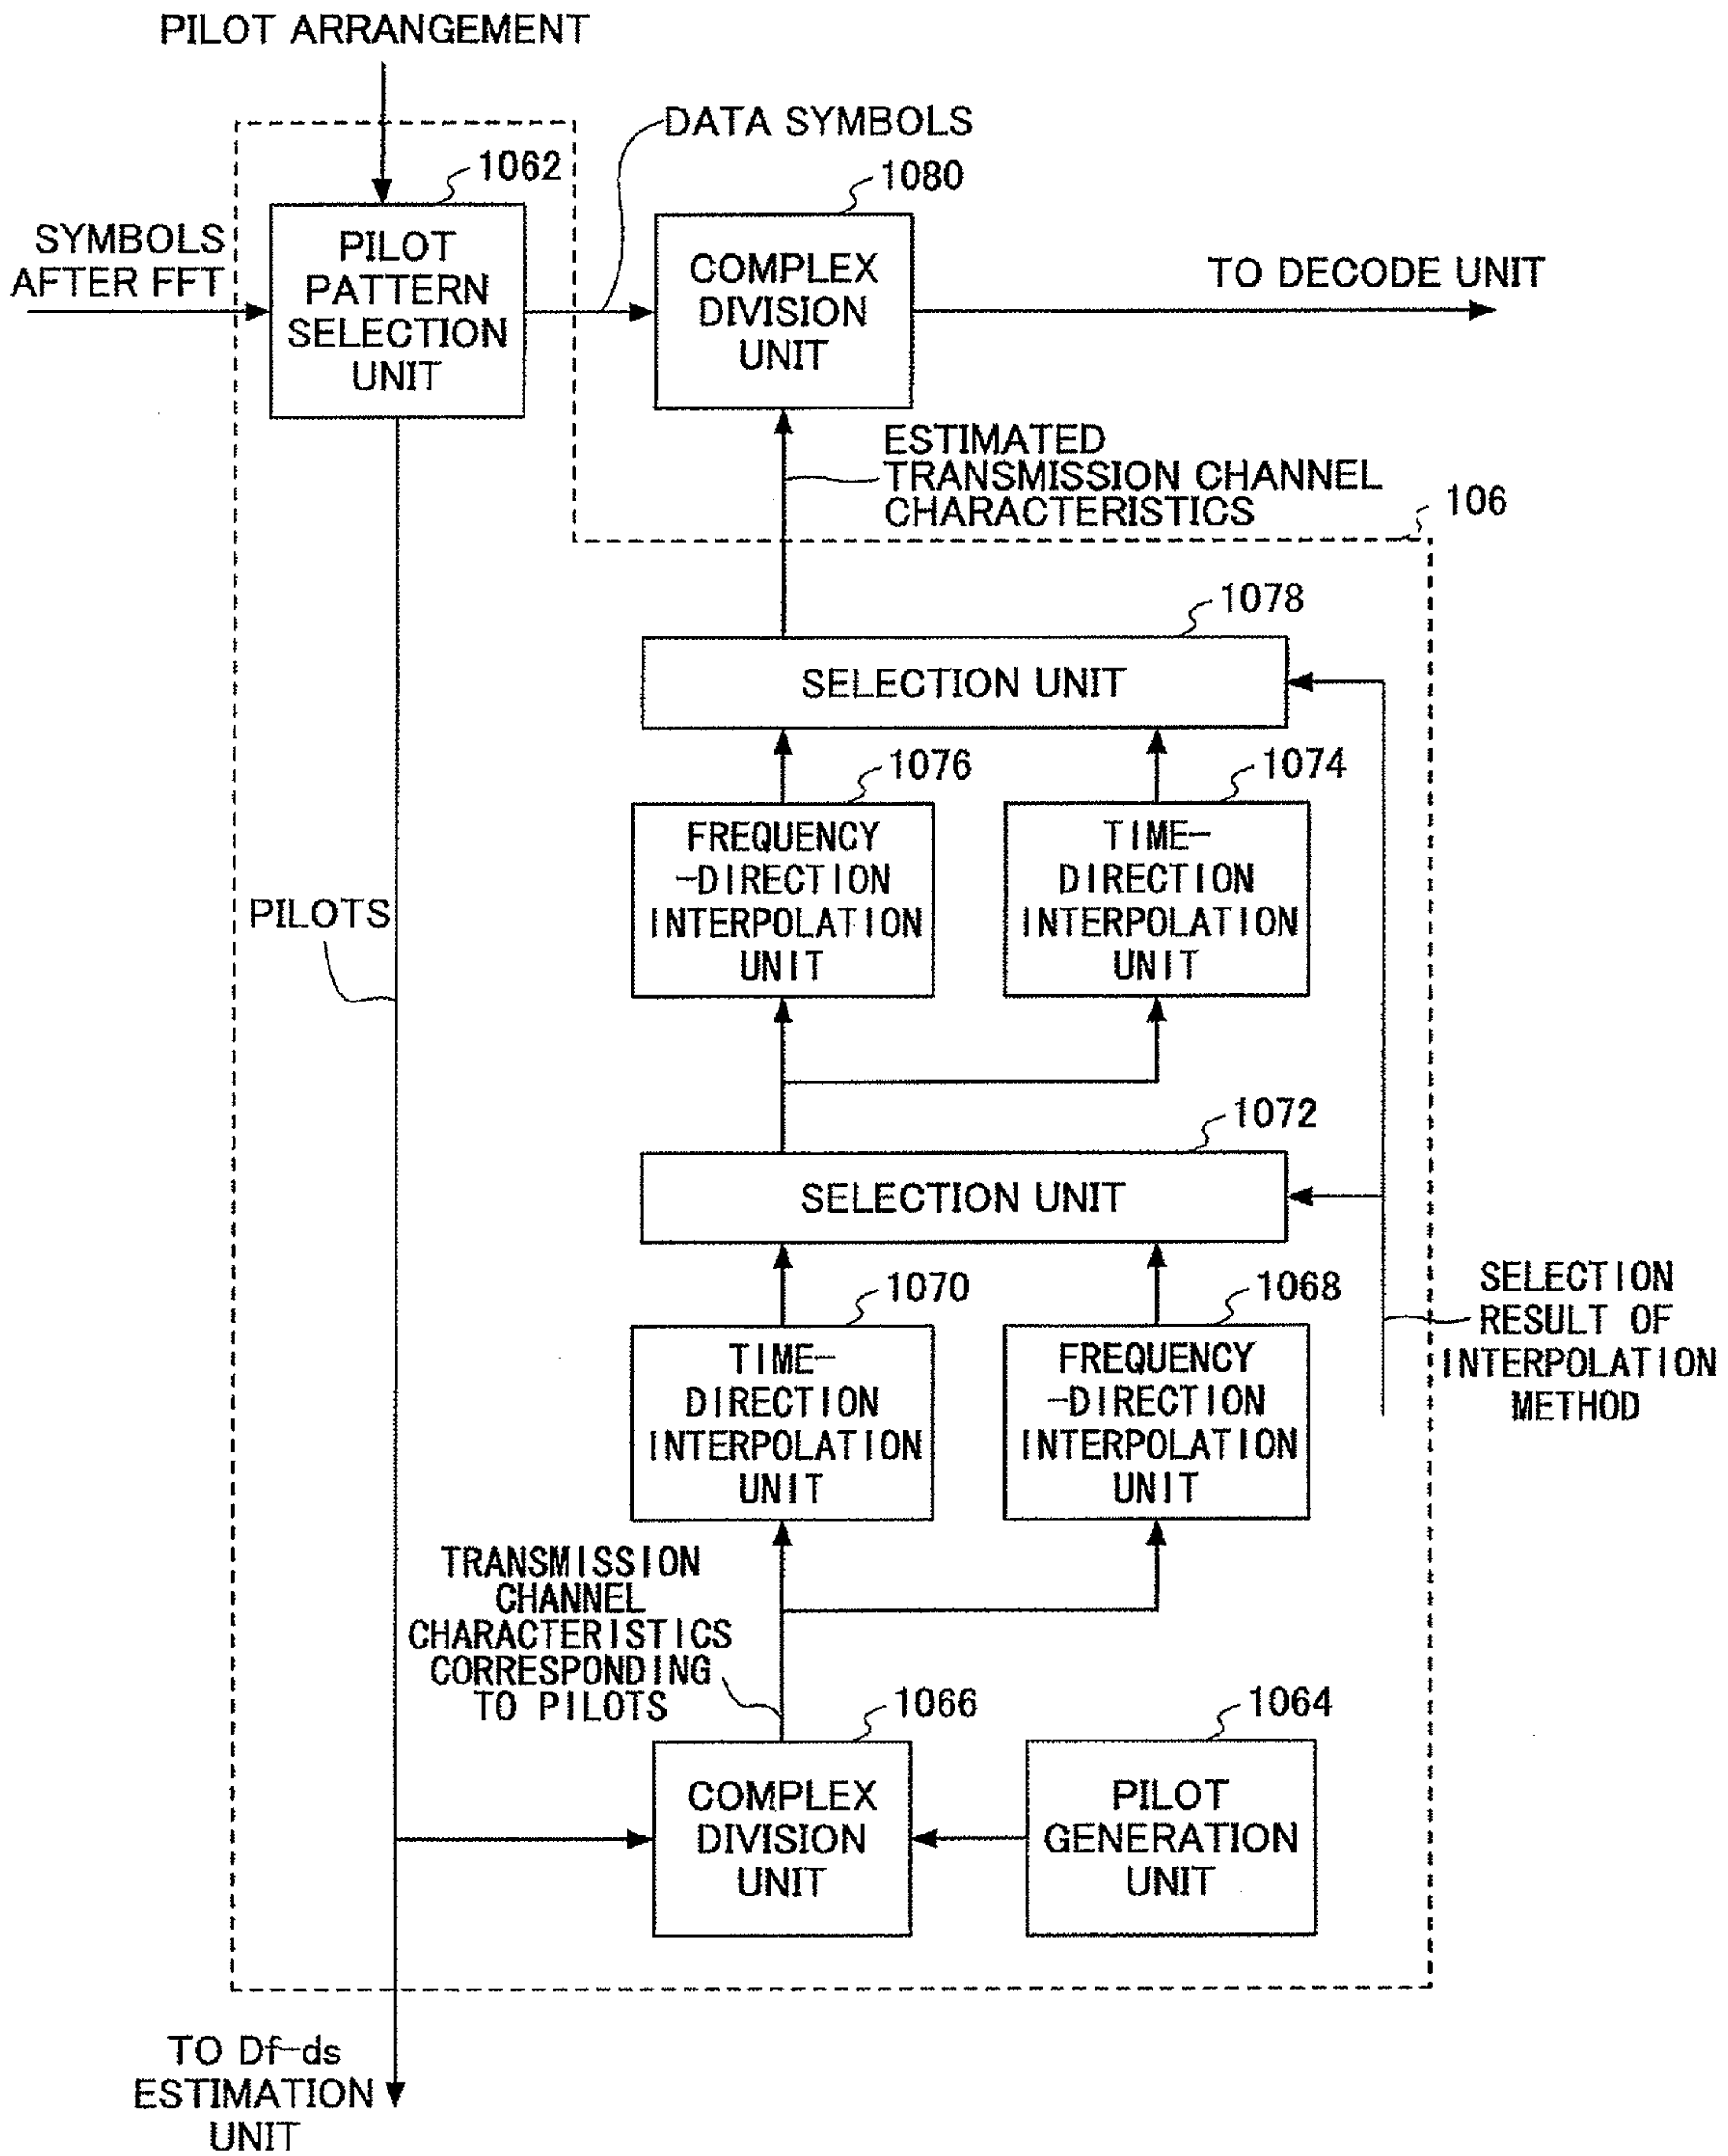 PILOT ARRANGEMENT
DATA SYMBOLS
1062
1080
SYMBOLS
AFTER FFT
PILOT
PATTERN
SELECTION
UNIT
COMPLEX
DIVISION
UNIT
TO DECODE UNIT
ESTIMATED
TRANSMISSION CHANNEL
CHARACTERISTICS
106
1078
SELECTION UNIT
1076
1074
FREQUENCY
-DIRECTION
INTERPOLATION
UNIT
TIME-
DIRECTION
INTERPOLATION
UNIT
PILOTS
1072
SELECTION UNIT
1070
1068
SELECTION
RESULT OF
INTERPOLATION
METHOD
TIME-
DIRECTION
INTERPOLATION
UNIT
FREQUENCY
-DIRECTION
INTERPOLATION
UNIT
TRANSMISSION
CHANNEL
CHARACTERISTICS
CORRESPONDING
TO PILOTS
1066
1064
COMPLEX
DIVISION
UNIT
PILOT
GENERATION
UNIT
TO Df-ds
ESTIMATION
UNIT